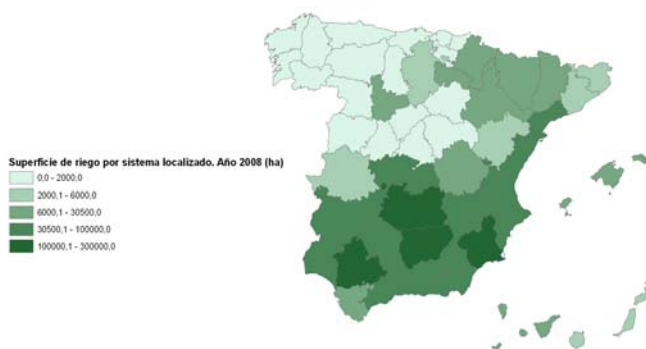 Superficie de riego por sistema localizado. Año 2008 (ha)
0,0 - 2000,0
2000,1 - 6000,0
6000,1 - 30500,0
30500,1 - 100000,0
100000,1 - 300000,0